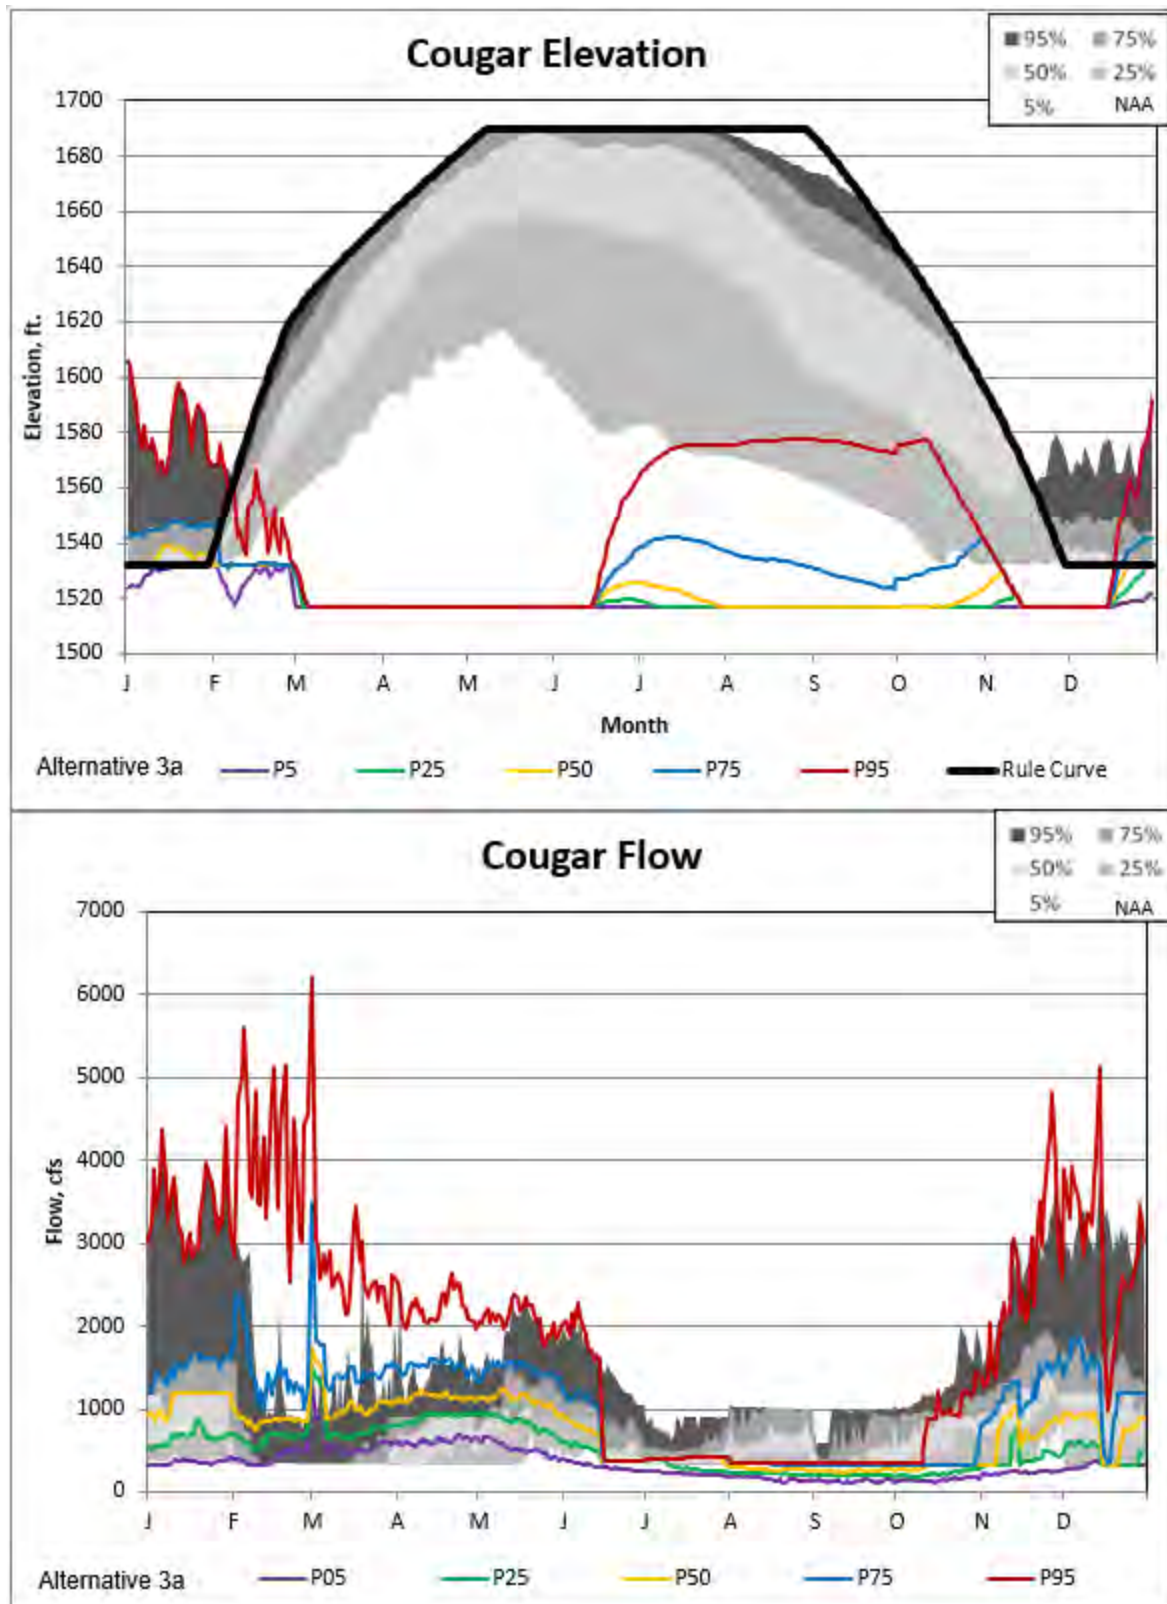 Cougar Elevation
95% 75%
50% 25%
5% NAA
1700
1680
1660
1640
1620
1600
1580
1560
1540
1520
1500
Elevation, ft.
J F M A M J J A S O N D
Month
Alternative 3a P5 P25 P50 P75 P95 Rule Curve
Cougar Flow
95% 75%
50% 25%
5% NAA
7000
6000
5000
4000
3000
2000
1000
0
Flow, cfs
J F M A M J J A S O N D
Alternative 3a P05 P25 P50 P75 P95